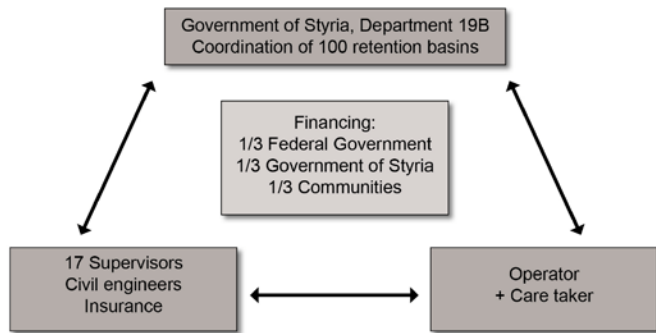 Government of Styria, Department 19B
Coordination of 100 retention basins
Financing:
1/3 Federal Government
1/3 Government of Styria
1/3 Communities
17 Supervisors
Civil engineers
Insurance
Operator
+ Care taker